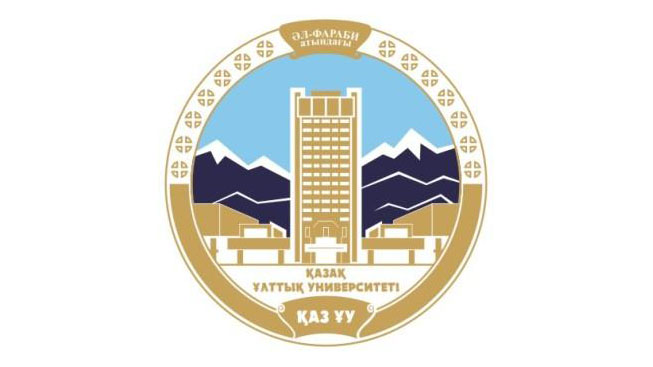 ӘЛ-ФАРАБИ
атындағы
ҚАЗАҚ
ҰЛТТЫҚ УНИВЕРСИТЕТІ
ҚАЗ ҰУ